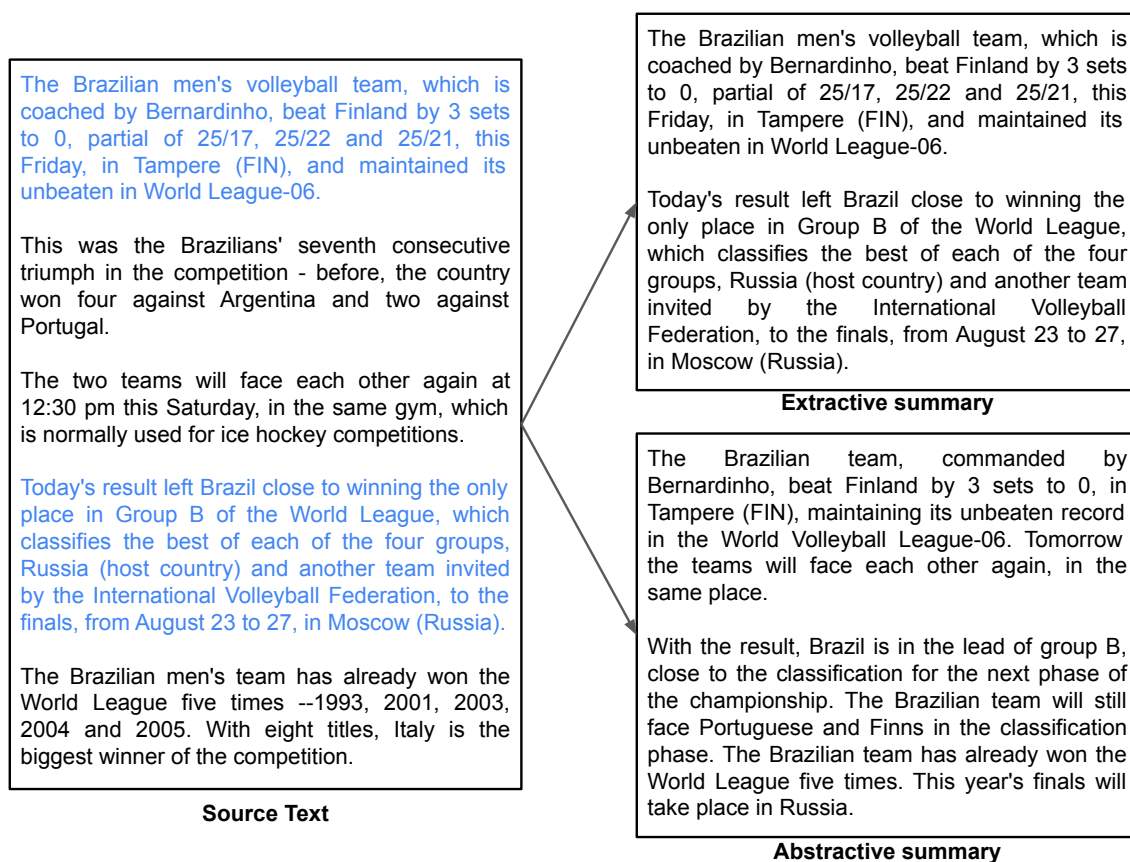 The Brazilian men's volleyball team, which is
coached by Bernardinho, beat Finland by 3 sets
to 0, partial of 25/17, 25/22 and 25/21, this
Friday, in Tampere (FIN), and maintained its
unbeaten in World League-06.
This was the Brazilians' seventh consecutive
triumph in the competition - before, the country
won four against Argentina and two against
Portugal.
The two teams will face each other again at
12:30 pm this Saturday, in the same gym, which
is normally used for ice hockey competitions.
Today's result left Brazil close to winning the only
place in Group B of the World League, which
classifies the best of each of the four groups,
Russia (host country) and another team invited
by the International Volleyball Federation, to the
finals, from August 23 to 27, in Moscow (Russia).
The Brazilian men's team has already won the
World League five times --1993, 2001, 2003,
2004 and 2005. With eight titles, Italy is the
biggest winner of the competition.
Source Text
The Brazilian men's volleyball team, which is
coached by Bernardinho, beat Finland by 3 sets
to 0, partial of 25/17, 25/22 and 25/21, this
Friday, in Tampere (FIN), and maintained its
unbeaten in World League-06.
Today's result left Brazil close to winning the
only place in Group B of the World League,
which classifies the best of each of the four
groups, Russia (host country) and another team
invited by the International Volleyball
Federation, to the finals, from August 23 to 27,
in Moscow (Russia).
Extractive summary
The Brazilian team, commanded by
Bernardinho, beat Finland by 3 sets to 0, in
Tampere (FIN), maintaining its unbeaten record
in the World Volleyball League-06. Tomorrow
the teams will face each other again, in the
same place.
With the result, Brazil is in the lead of group B,
close to the classification for the next phase of
the championship. The Brazilian team will still
face Portuguese and Finns in the classification
phase. The Brazilian team has already won the
World League five times. This year's finals will
take place in Russia.
Abstractive summary